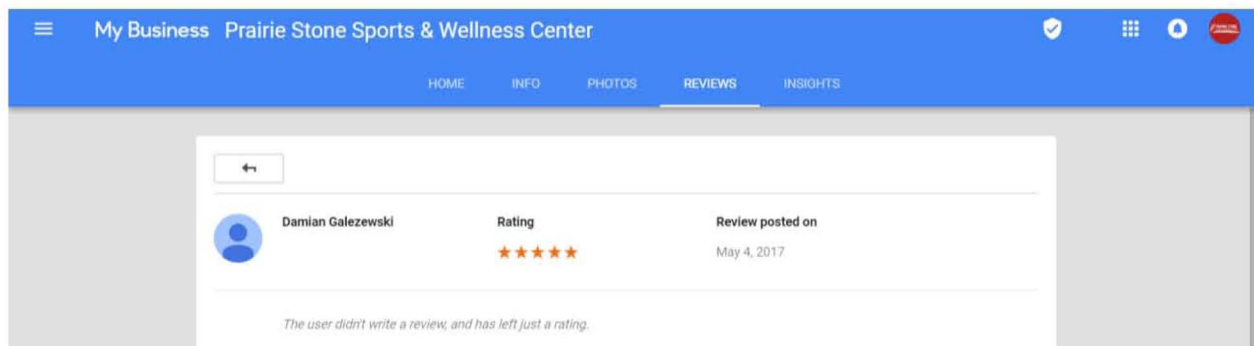 My Business Prairie Stone Sports & Wellness Center
HOME INFO PHOTOS REVIEWS INSIGHTS
Damian Galezewski Rating Review posted on
May 4, 2017
The user didn't write a review, and has left just a rating.